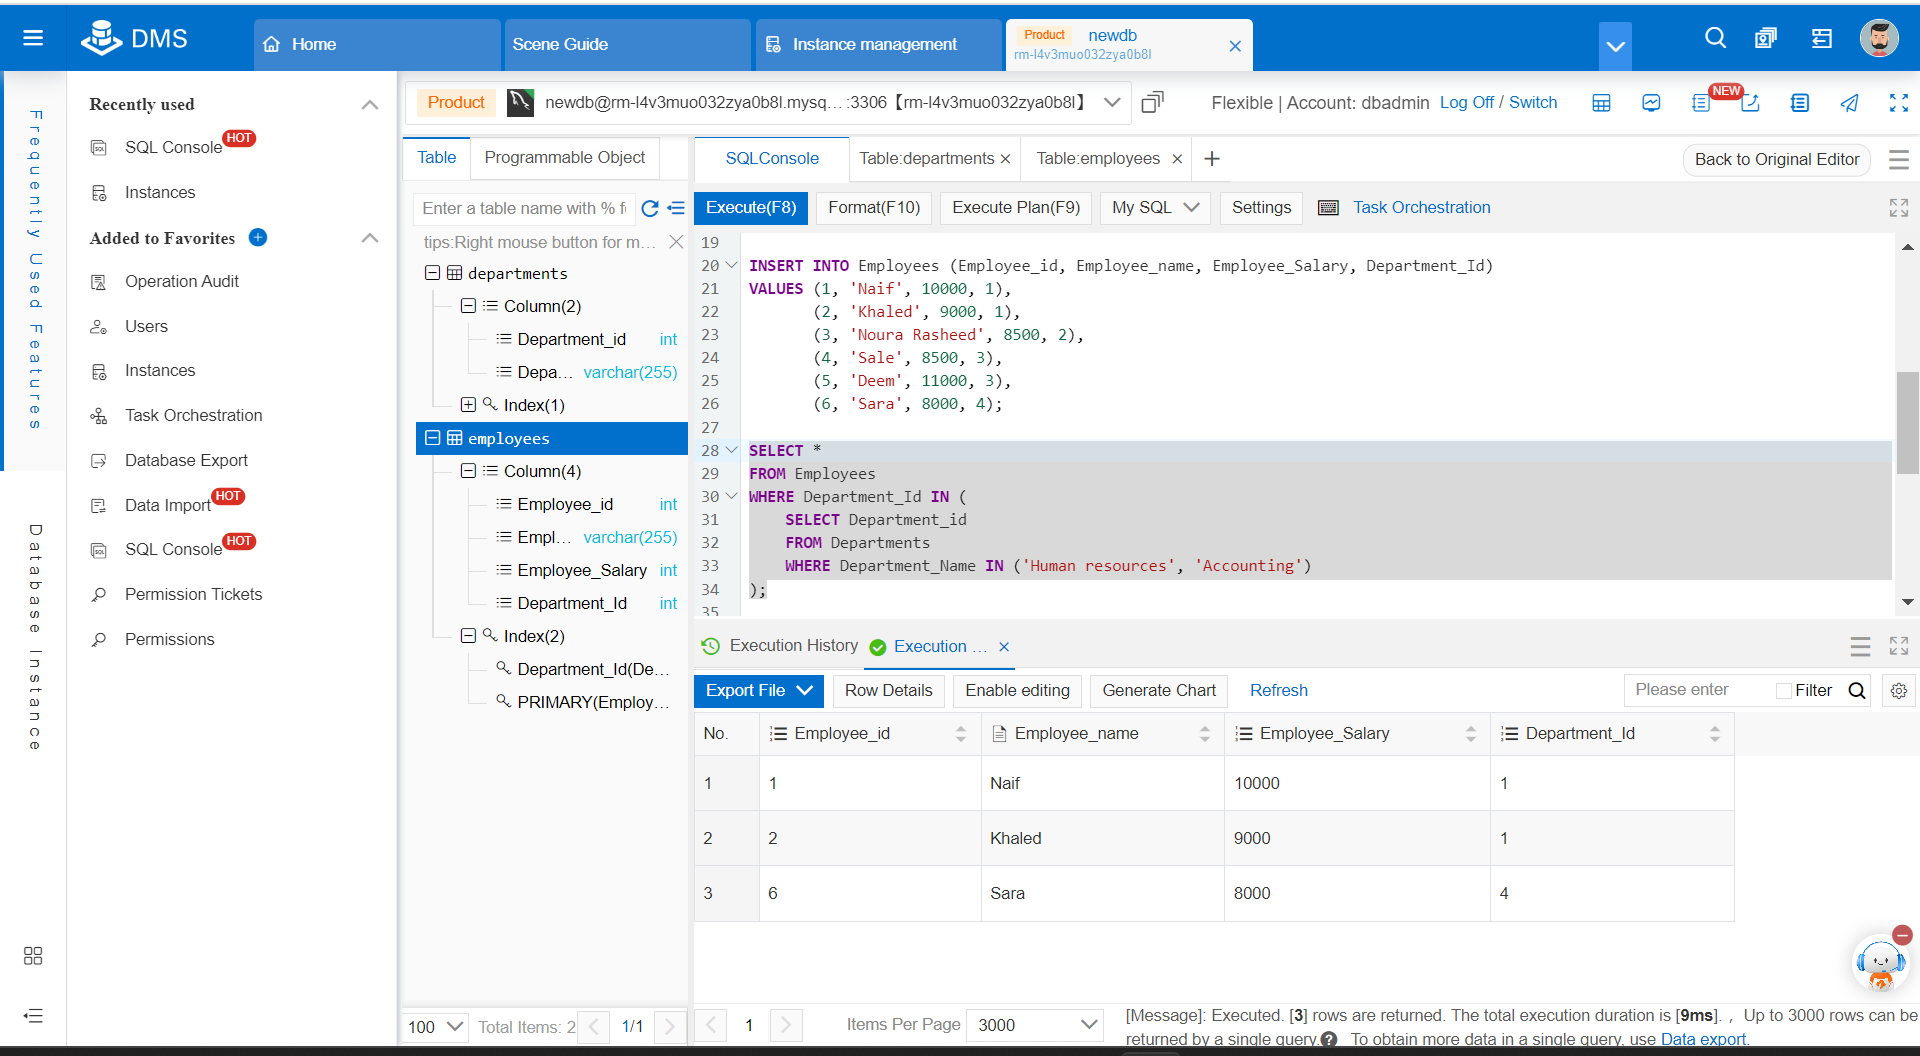 DMS
Home
Scene Guide
Instance management
Product newdb
rm-l4v3muo032zya0b8l
Frequently Used Features
Database Instance
Recently used
SQL Console HOT
Instances
Added to Favorites
Operation Audit
Users
Instances
Task Orchestration
Database Export
Data Import HOT
SQL Console HOT
Permission Tickets
Permissions
Product newdb@rm-l4v3muo032zya0b8l.mysq...:3306【rm-l4v3muo032zya0b8l】
Flexible | Account: dbadmin Log Off / Switch
NEW
Table Programmable Object
Enter a table name with % f
tips:Right mouse button for m...
departments
Column(2)
Department_id int
Depa... varchar(255)
Index(1)
employees
Column(4)
Employee_id int
Empl... varchar(255)
Employee_Salary int
Department_Id int
Index(2)
Department_Id(De...
PRIMARY(Employ...
100 Total Items: 2 1/1
SQLConsole Table:departments Table:employees
Back to Original Editor
Execute(F8) Format(F10) Execute Plan(F9) My SQL Settings Task Orchestration
19
20 INSERT INTO Employees (Employee_id, Employee_name, Employee_Salary, Department_Id)
21 VALUES (1, 'Naif', 10000, 1),
22 (2, 'Khaled', 9000, 1),
23 (3, 'Noura Rasheed', 8500, 2),
24 (4, 'Sale', 8500, 3),
25 (5, 'Deem', 11000, 3),
26 (6, 'Sara', 8000, 4);
27
28 SELECT *
29 FROM Employees
30 WHERE Department_Id IN (
31 SELECT Department_id
32 FROM Departments
33 WHERE Department_Name IN ('Human resources', 'Accounting')
34 );
35
Execution History Execution ...
Export File Row Details Enable editing Generate Chart Refresh
Please enter Filter
No. Employee_id Employee_name Employee_Salary Department_Id
1 1 Naif 10000 1
2 2 Khaled 9000 1
3 6 Sara 8000 4
1 Items Per Page 3000
[Message]: Executed. [3] rows are returned. The total execution duration is [9ms]. , Up to 3000 rows can be
returned by a single query. To obtain more data in a single query, use Data export.